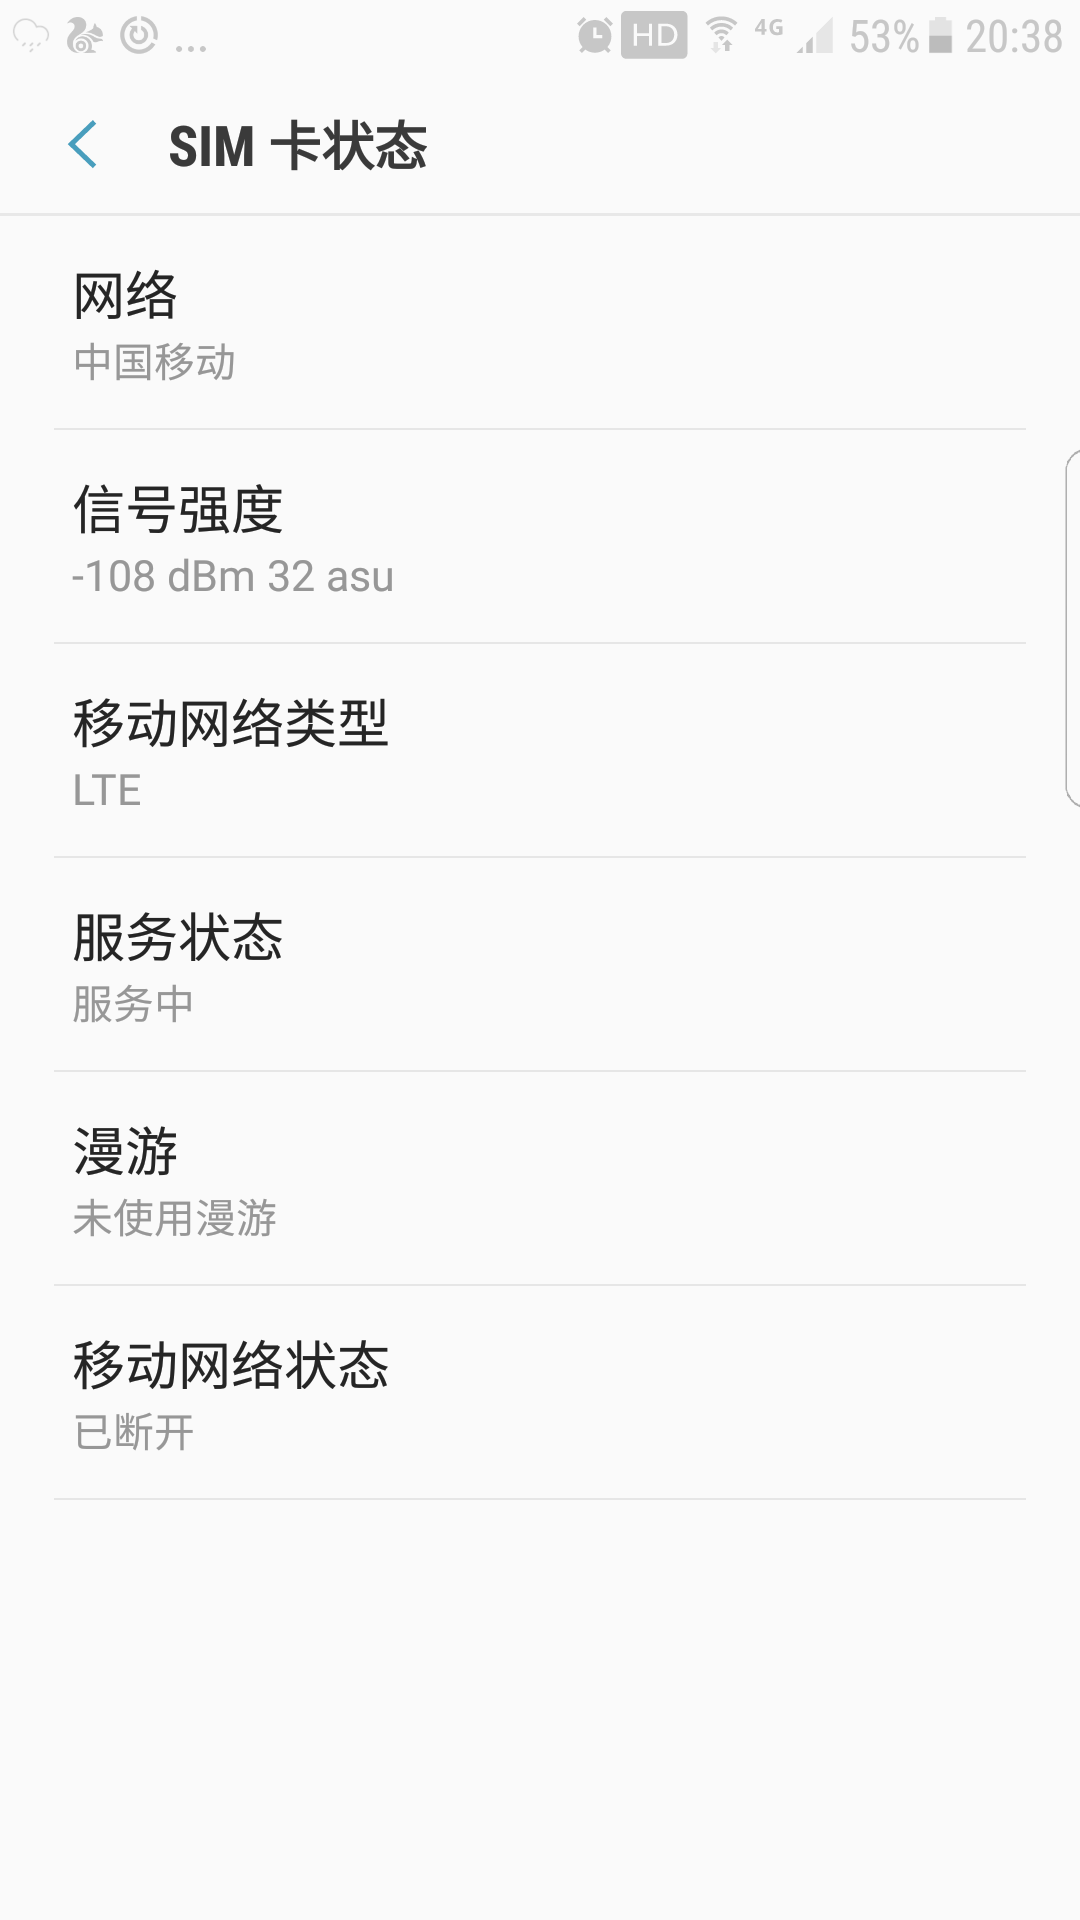 ... HD 4G 53% 20:38
SIM 卡状态
网络
中国移动
信号强度
-108 dBm 32 asu
移动网络类型
LTE
服务状态
服务中
漫游
未使用漫游
移动网络状态
已断开